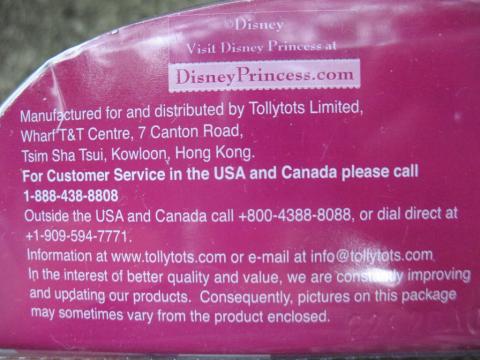 ©Disney
Visit Disney Princess at
DisneyPrincess.com
Manufactured for and distributed by Tollytots Limited,
Wharf T&T Centre, 7 Canton Road,
Tsim Sha Tsui, Kowloon, Hong Kong.
For Customer Service in the USA and Canada please call
1-888-438-8808
Outside the USA and Canada call +800-4388-8088, or dial direct at
+1-909-594-7771.
Information at www.tollytots.com or e-mail at info@tollytots.com
In the interest of better quality and value, we are constantly improving
and updating our products. Consequently, pictures on this package
may sometimes vary from the product enclosed.